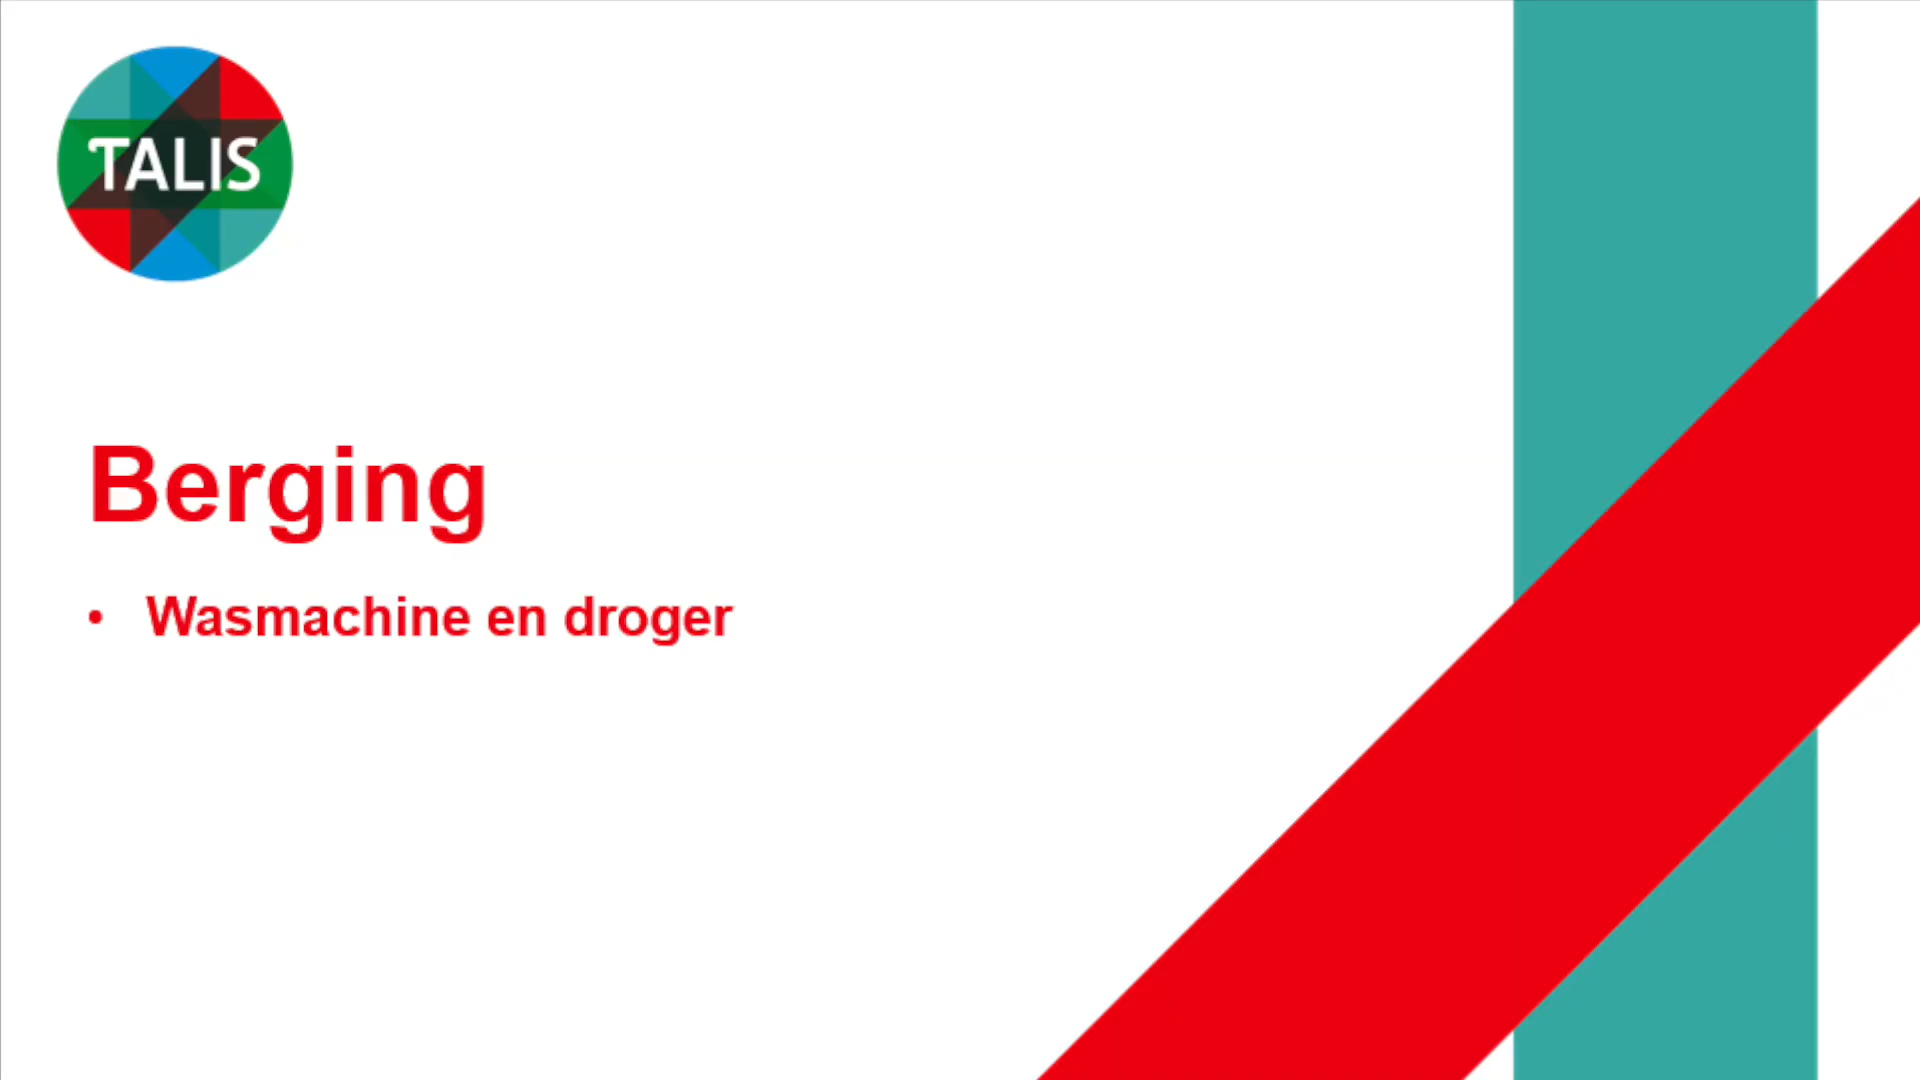 TALIS
Berging
• Wasmachine en droger